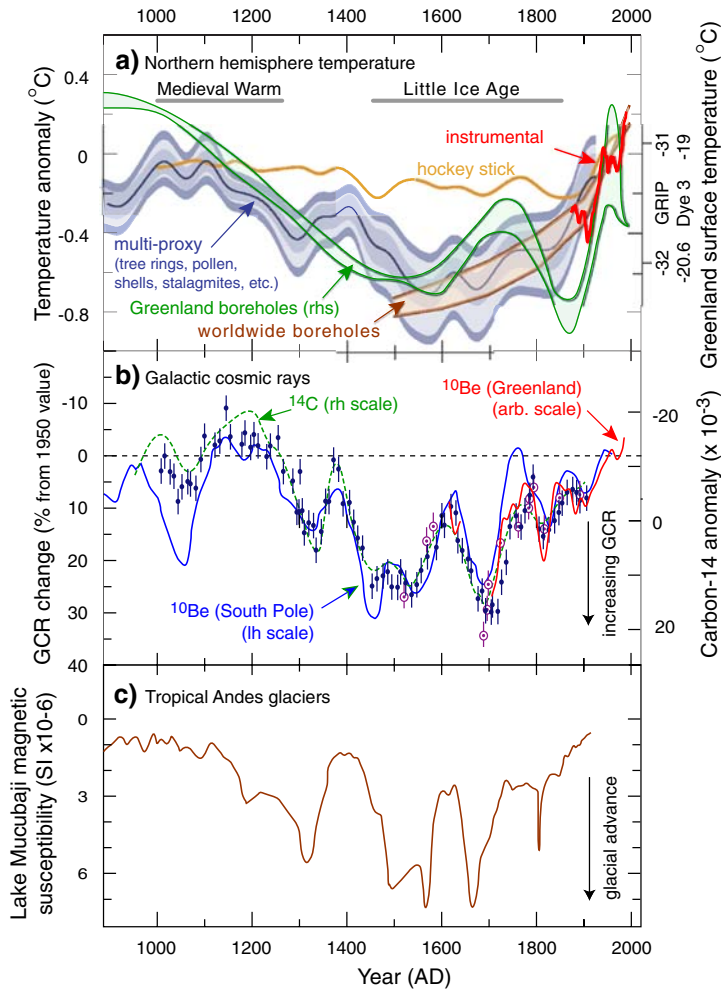 1000 1200 1400 1600 1800 2000
a) Northern hemisphere temperature
Medieval Warm
Little Ice Age
instrumental
hockey stick
multi-proxy
(tree rings, pollen,
shells, stalagmites, etc.)
Greenland boreholes (rhs)
worldwide boreholes
Temperature anomaly (°C)
0.4
0
-0.4
-0.8
-31
-32
GRIP
-19
-20.6
Dye 3
Greenland surface temperature (°C)
b) Galactic cosmic rays
14C (rh scale)
10Be (Greenland)
(arb. scale)
10Be (South Pole)
(lh scale)
increasing GCR
GCR change (% from 1950 value)
-10
0
10
20
30
40
-20
0
20
Carbon-14 anomaly (x 10-3)
c) Tropical Andes glaciers
glacial advance
Lake Mucubaji magnetic
susceptibility (SI x10-6)
0
3
6
1000 1200 1400 1600 1800 2000
Year (AD)